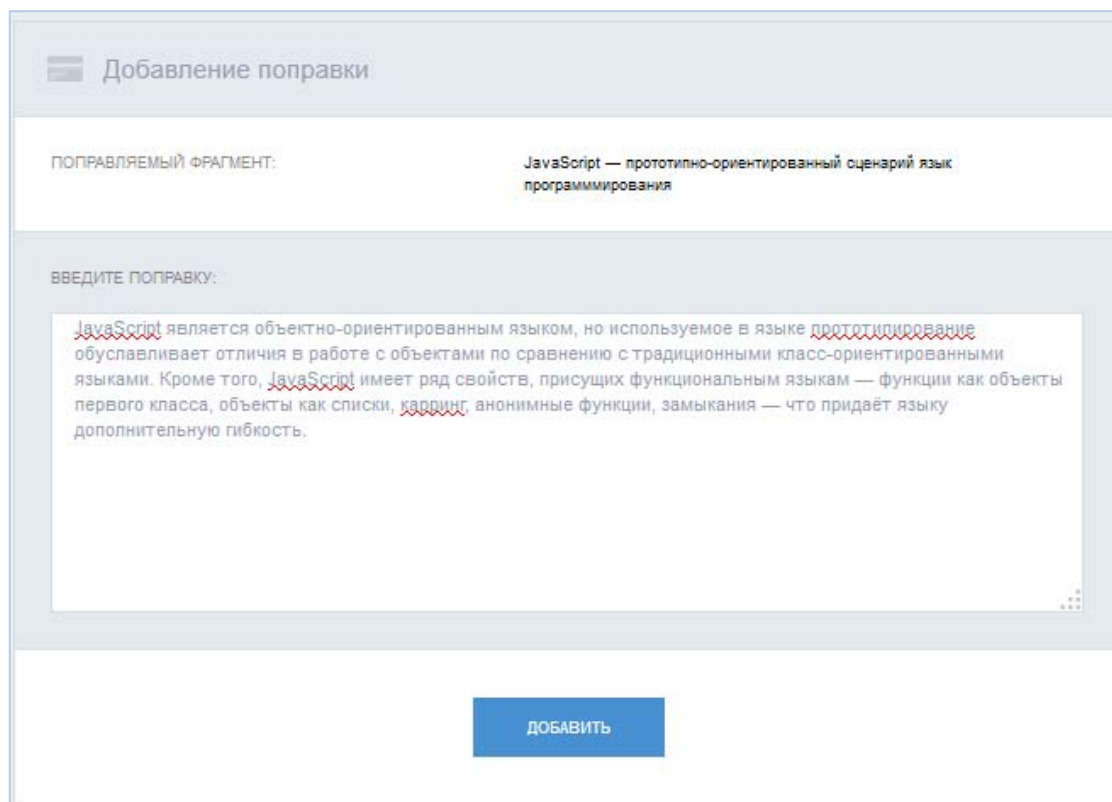 Добавление поправки
ПОПРАВЛЯЕМЫЙ ФРАГМЕНТ:
JavaScript — прототипно-ориентированный сценарий язык
программмирования
ВВЕДИТЕ ПОПРАВКУ:
JavaScript является объектно-ориентированным языком, но используемое в языке прототипирование
обуславливает отличия в работе с объектами по сравнению с традиционными класс-ориентированными
языками. Кроме того, JavaScript имеет ряд свойств, присущих функциональным языкам — функции как объекты
первого класса, объекты как списки, карринг, анонимные функции, замыкания — что придаёт языку
дополнительную гибкость.
ДОБАВИТЬ